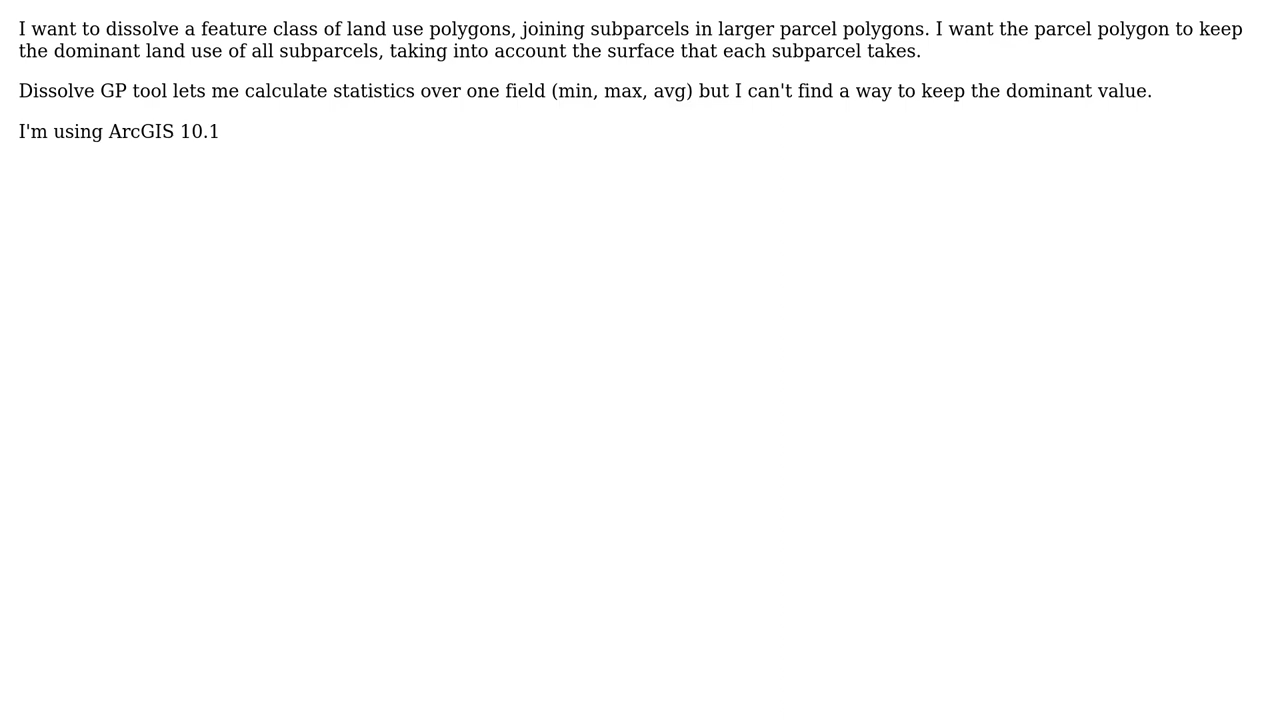 I want to dissolve a feature class of land use polygons, joining subparcels in larger parcel polygons. I want the parcel polygon to keep
the dominant land use of all subparcels, taking into account the surface that each subparcel takes.
Dissolve GP tool lets me calculate statistics over one field (min, max, avg) but I can't find a way to keep the dominant value.
I'm using ArcGIS 10.1